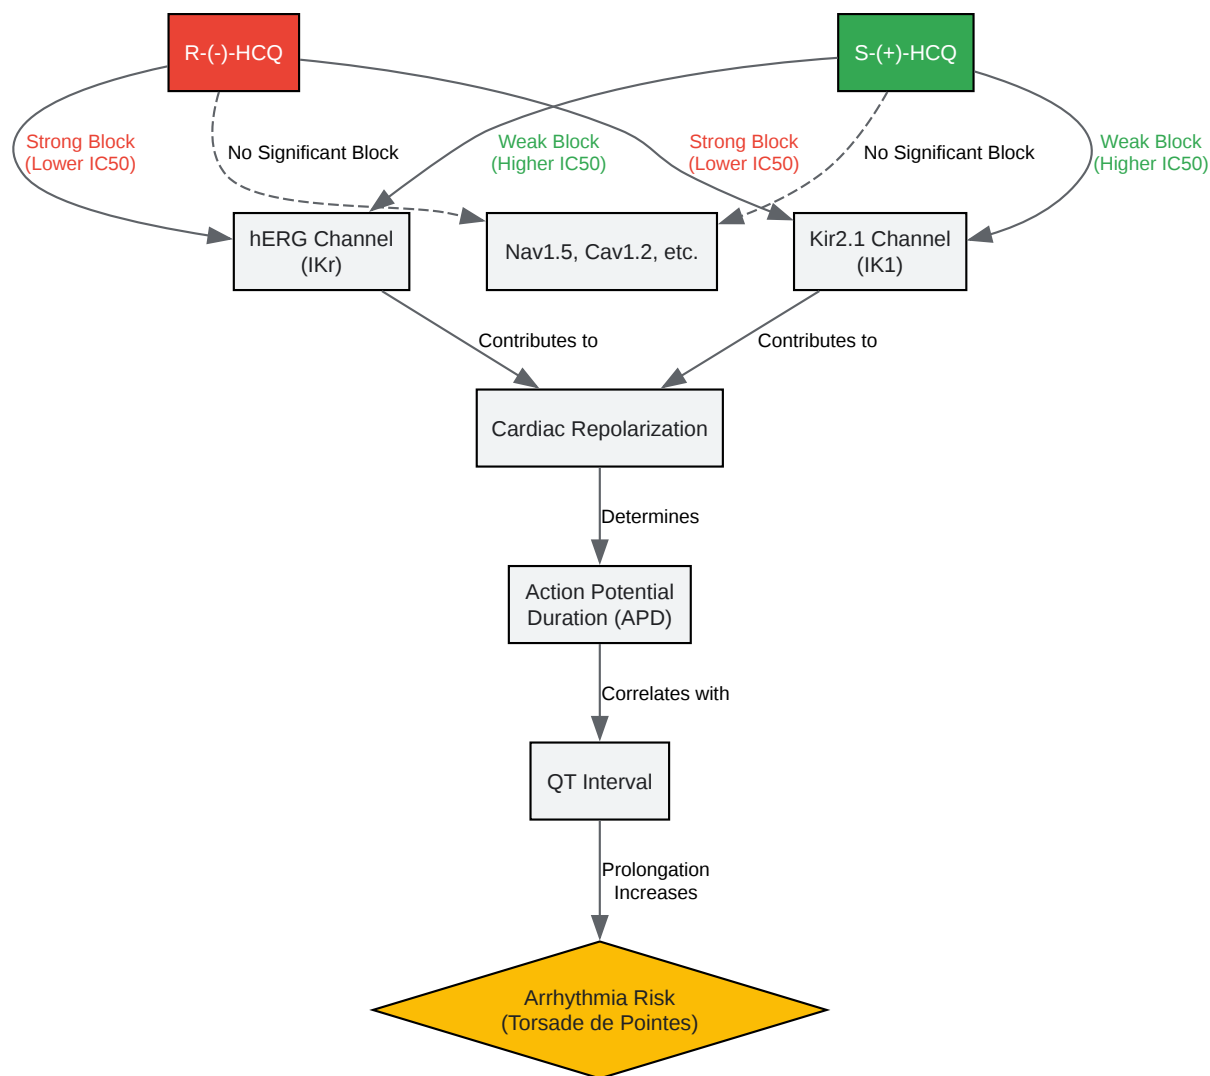 R-(-)-HCQ
S-(+)-HCQ
Strong Block
(Lower IC50)
No Significant Block
Weak Block
(Higher IC50)
Strong Block
(Lower IC50)
No Significant Block
Weak Block
(Higher IC50)
hERG Channel
(IKr)
Nav1.5, Cav1.2, etc.
Kir2.1 Channel
(IK1)
Contributes to
Contributes to
Cardiac Repolarization
Determines
Action Potential
Duration (APD)
Correlates with
QT Interval
Prolongation
Increases
Arrhythmia Risk
(Torsade de Pointes)